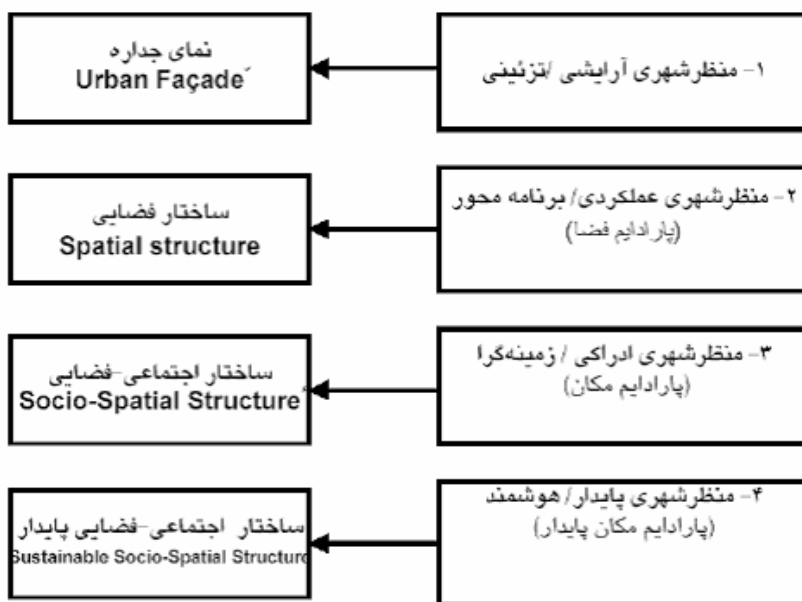 ۱- منظرشهری آرایشی /تزئینی
نمای جداره
Urban Façade
۲- منظرشهری عملکردی/ برنامه محور
(پارادایم فضا)
ساختار فضایی
Spatial structure
۳- منظرشهری ادراکی / زمینه‌گرا
(پارادایم مکان)
ساختار اجتماعی-فضایی
Socio-Spatial Structure
۴- منظرشهری پایدار/ هوشمند
(پارادایم مکان پایدار)
ساختار اجتماعی-فضایی پایدار
Sustainable Socio-Spatial Structure